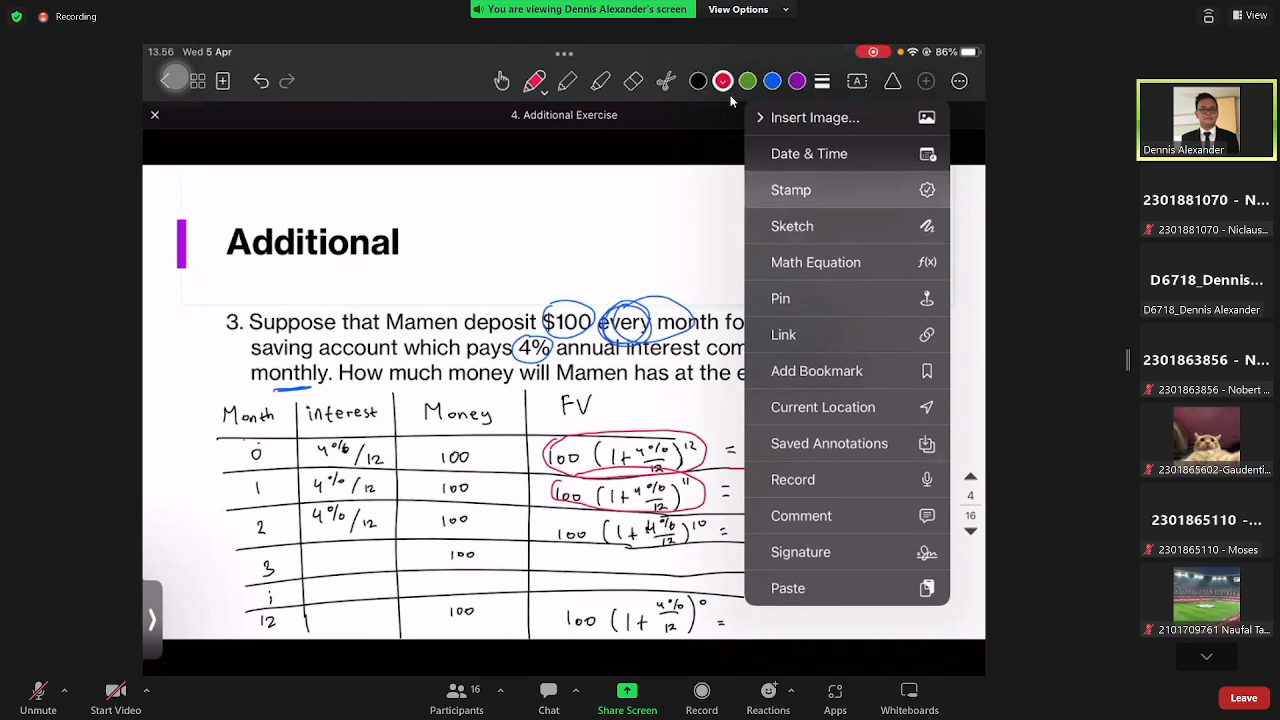 Recording
You are viewing Dennis Alexander's screen
View Options
View
13.56 Wed 5 Apr
86%
4. Additional Exercise
Insert Image...
Date & Time
Stamp
Sketch
Math Equation
f(x)
Pin
Link
Add Bookmark
Current Location
Saved Annotations
Record
Comment
Signature
Paste
Additional
3. Suppose that Mamen deposit $100 every month fo
saving account which pays 4% annual interest com
monthly. How much money will Mamen has at the e
Month interest Money FV
0 4%/12 100 100 (1+4%/12)^12 =
1 4%/12 100 100 (1+4%/12)^11 =
2 4%/12 100 100 (1+4%/12)^10 =
3 100
12 100 100 (1+4%/12)^0 =
4
16
Dennis Alexander
2301881070 - N...
2301881070 - Niclaus...
D6718_Dennis...
D6718_Dennis Alexander
2301863856 - N...
2301863856 - Nobert ...
2301865602-Gaudenti...
2301865110 -...
2301865110 - Moses
2101709761 Naufal Ta...
Unmute
Start Video
16
Participants
Chat
Share Screen
Record
Reactions
Apps
Whiteboards
Leave